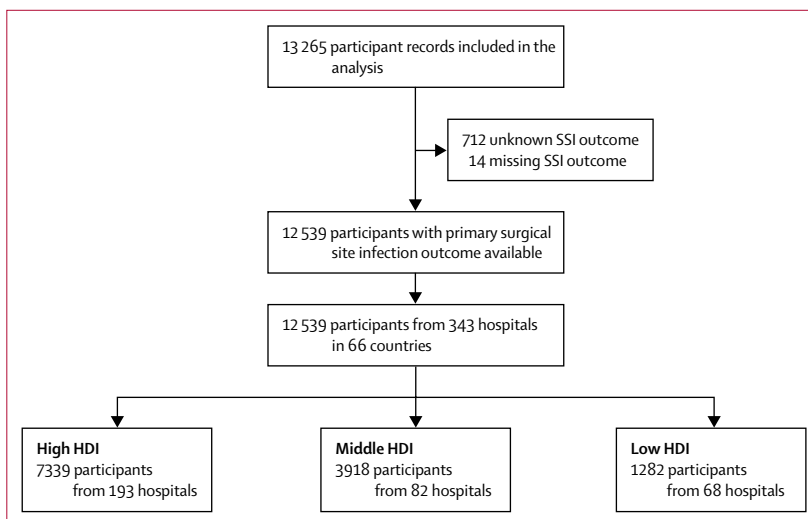 13 265 participant records included in the
analysis
712 unknown SSI outcome
14 missing SSI outcome
12 539 participants with primary surgical
site infection outcome available
12 539 participants from 343 hospitals
in 66 countries
High HDI
7339 participants
from 193 hospitals
Middle HDI
3918 participants
from 82 hospitals
Low HDI
1282 participants
from 68 hospitals